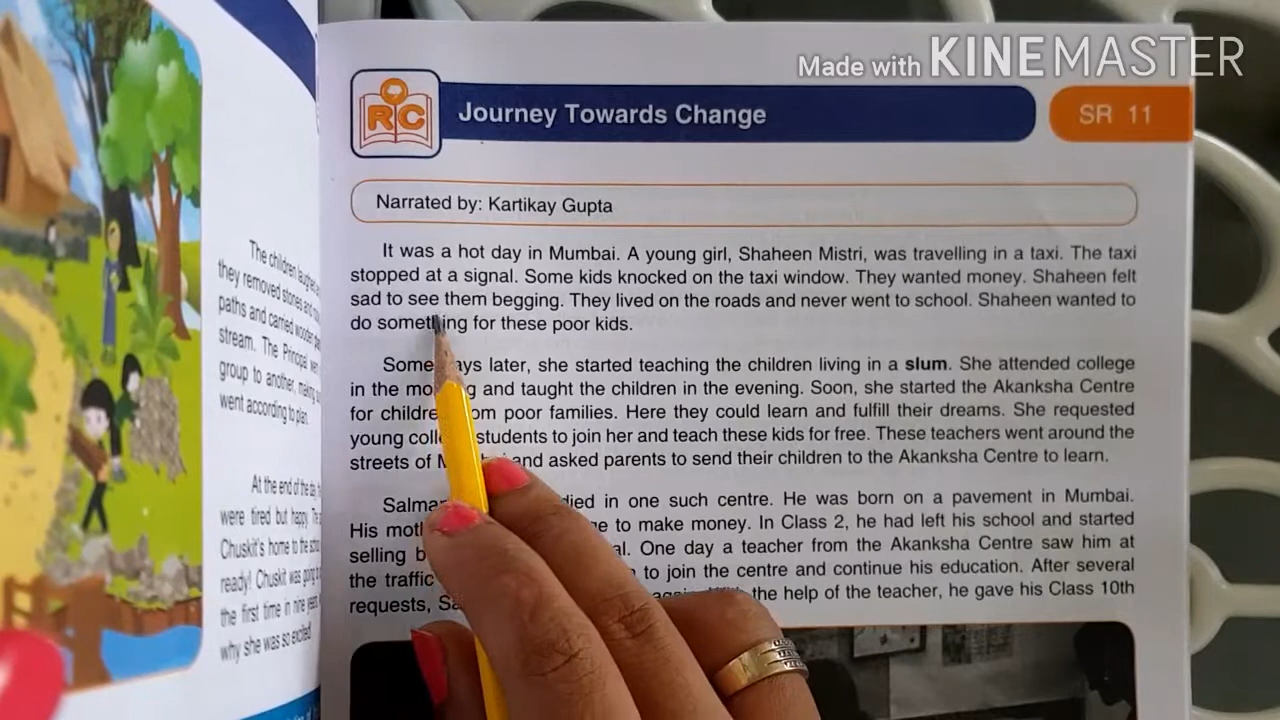 Made with KINEMASTER
RC
Journey Towards Change
SR 11
Narrated by: Kartikay Gupta
It was a hot day in Mumbai. A young girl, Shaheen Mistri, was travelling in a taxi. The taxi
stopped at a signal. Some kids knocked on the taxi window. They wanted money. Shaheen felt
sad to see them begging. They lived on the roads and never went to school. Shaheen wanted to
do something for these poor kids.
Some days later, she started teaching the children living in a slum. She attended college
in the morning and taught the children in the evening. Soon, she started the Akanksha Centre
for children from poor families. Here they could learn and fulfill their dreams. She requested
young college students to join her and teach these kids for free. These teachers went around the
streets of Mumbai and asked parents to send their children to the Akanksha Centre to learn.
in one such centre. He was born on a pavement in Mumbai.
His to make money. In Class 2, he had left his school and started
selling One day a teacher from the Akanksha Centre saw him at
the traffic to join the centre and continue his education. After several
requests, the help of the teacher, he gave his Class 10th
The children
they removed stones and
paths and carried wooden
stream. The Principal
group to another, making
went according to plan.
At the end of the day,
were tired but happy.
Chuskit's home to the
ready! Chuskit was going
the first time in nine years.
why she was so excited!